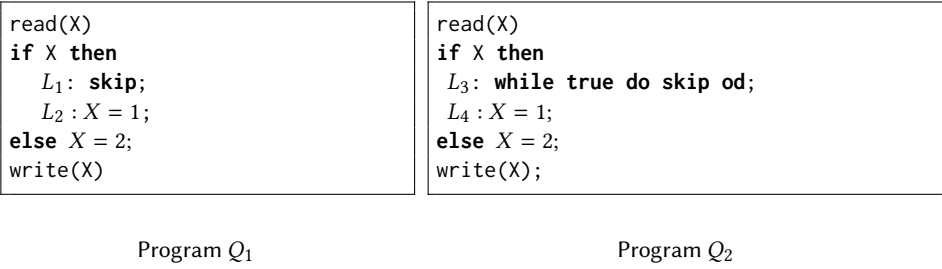 read(X)
if X then
L₁: skip;
L₂ : X = 1;
else X = 2;
write(X)
read(X)
if X then
L₃: while true do skip od;
L₄ : X = 1;
else X = 2;
write(X);
Program Q₁
Program Q₂